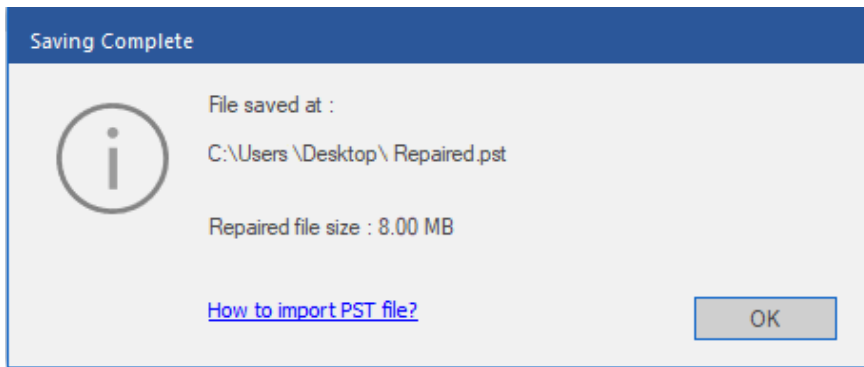 Saving Complete
File saved at :
C:\Users \Desktop\ Repaired.pst
Repaired file size : 8.00 MB
How to import PST file?
OK